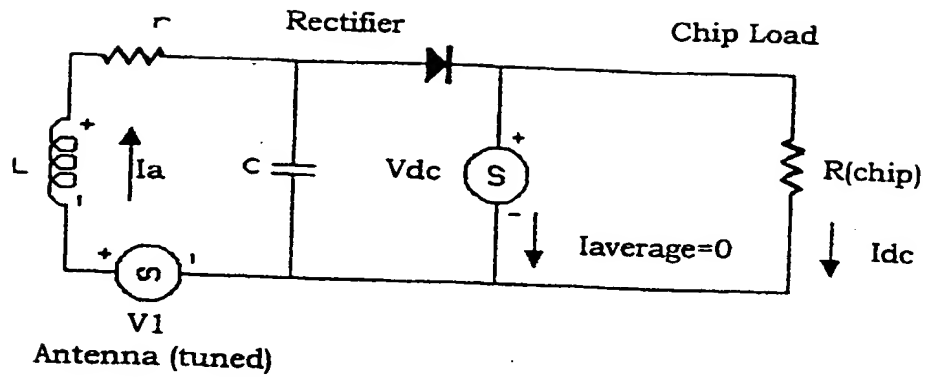 r
Rectifier
Chip Load
+
L
Ia
C
Vdc
+
S
R(chip)
-
Iaverage=0
Idc
+
S
V1
Antenna (tuned)